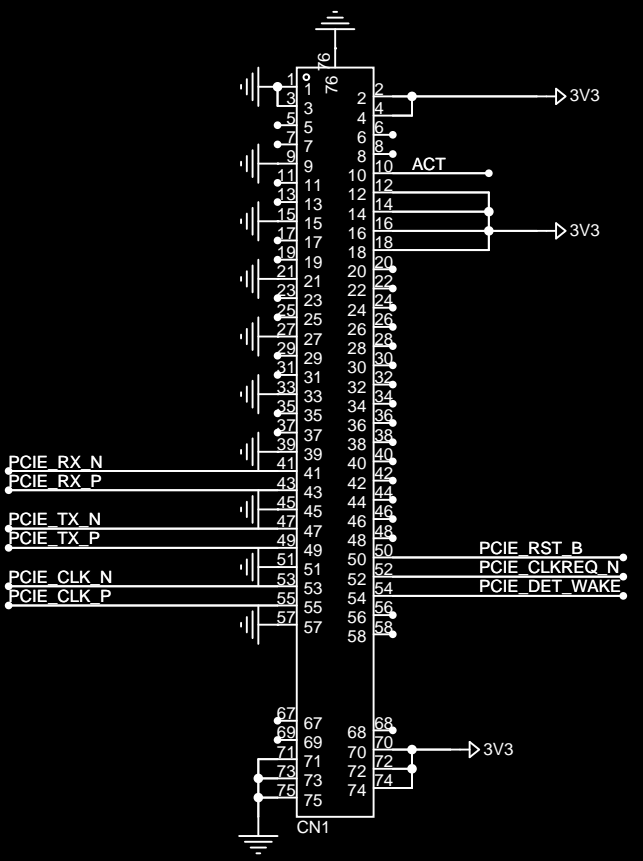 76
76
1 1 2 2 3V3
3 3 4 4
5 5 6 6
7 7 8 8
9 9 10 10 ACT
11 11 12 12
13 13 14 14
15 15 16 16 3V3
17 17 18 18
19 19 20 20
21 21 22 22
23 23 24 24
25 25 26 26
27 27 28 28
29 29 30 30
31 31 32 32
33 33 34 34
35 35 36 36
37 37 38 38
39 39 40 40
PCIE_RX_N 41 41 42 42
PCIE_RX_P 43 43 44 44
45 45 46 46
PCIE_TX_N 47 47 48 48
PCIE_TX_P 49 49 50 50 PCIE_RST_B
51 51 52 52 PCIE_CLKREQ_N
PCIE_CLK_N 53 53 54 54 PCIE_DET_WAKE
PCIE_CLK_P 55 55 56 56
57 57 58 58
67 67 68 68
69 69 70 70 3V3
71 71 72 72
73 73 74 74
75 75
CN1